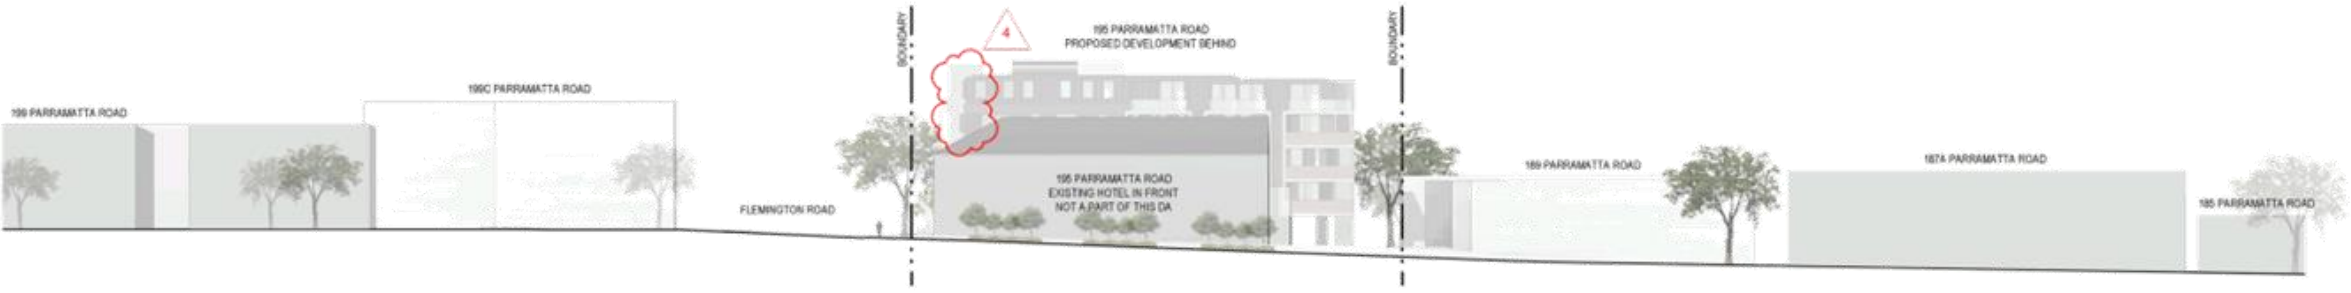 199 PARRAMATTA ROAD
199C PARRAMATTA ROAD
FLEMINGTON ROAD
BOUNDARY
4
195 PARRAMATTA ROAD
PROPOSED DEVELOPMENT BEHIND
195 PARRAMATTA ROAD
EXISTING HOTEL IN FRONT
NOT A PART OF THIS DA
BOUNDARY
189 PARRAMATTA ROAD
187A PARRAMATTA ROAD
185 PARRAMATTA ROAD